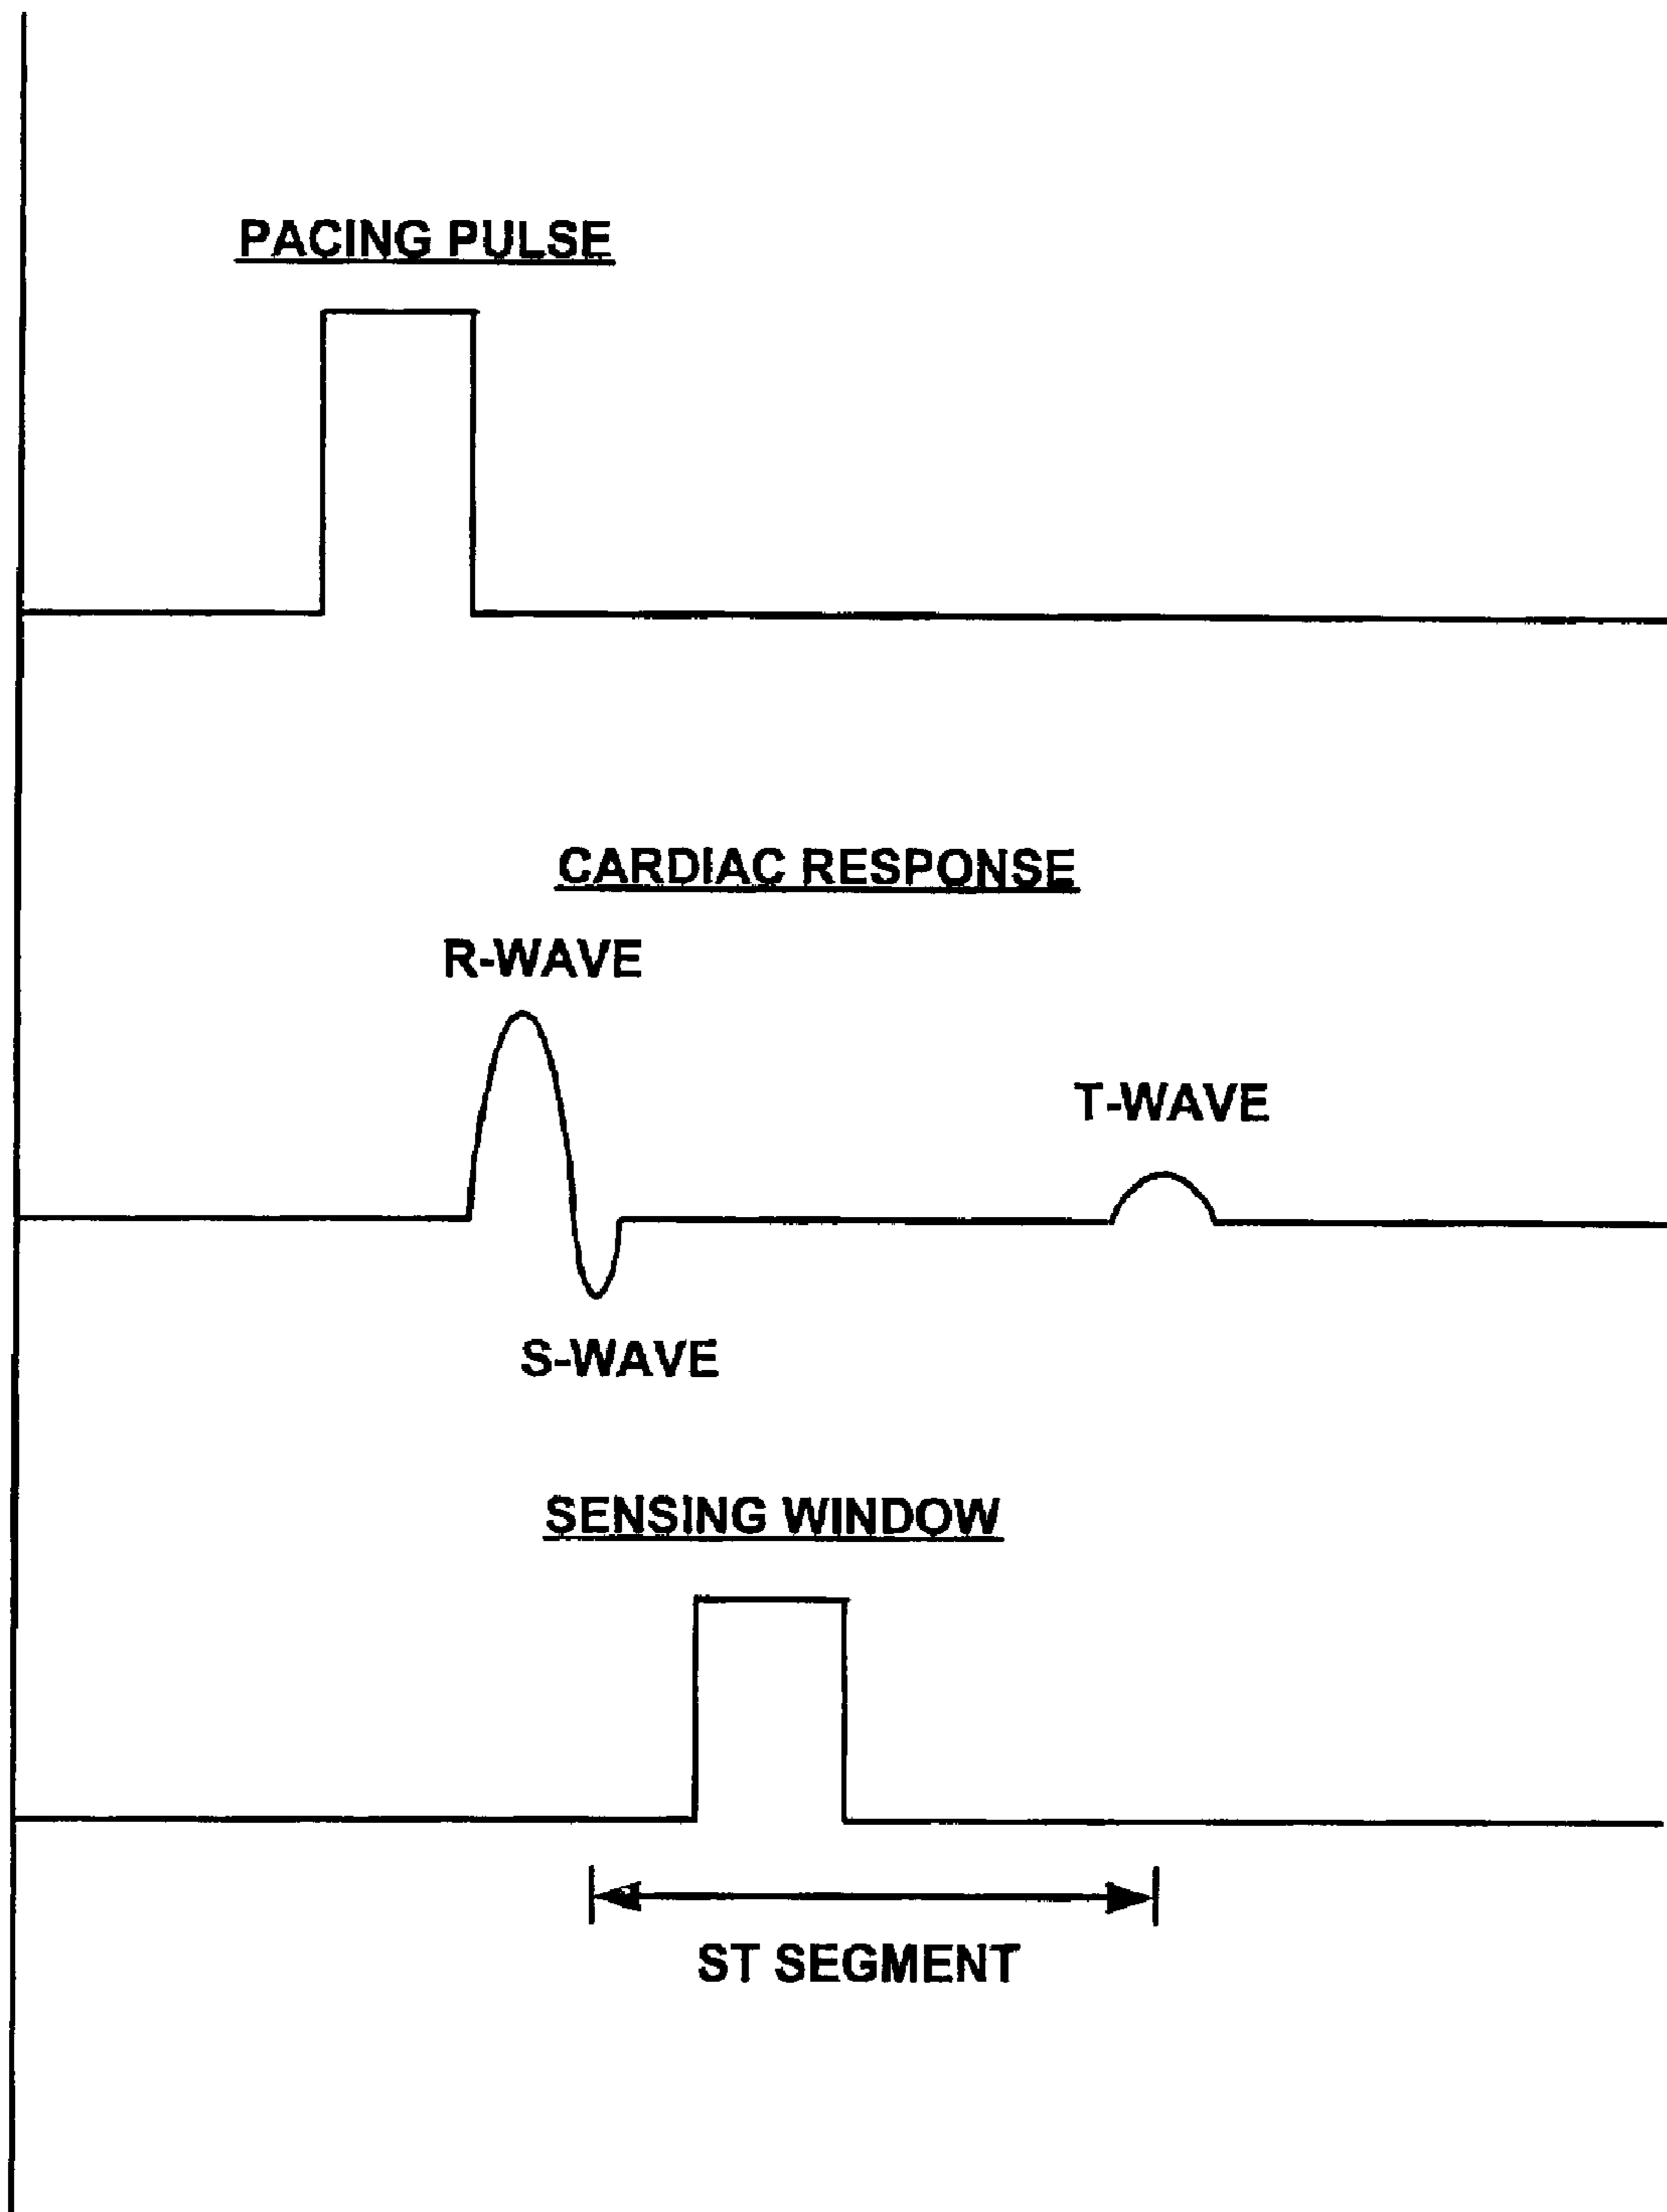 PACING PULSE
CARDIAC RESPONSE
R-WAVE
T-WAVE
S-WAVE
SENSING WINDOW
ST SEGMENT